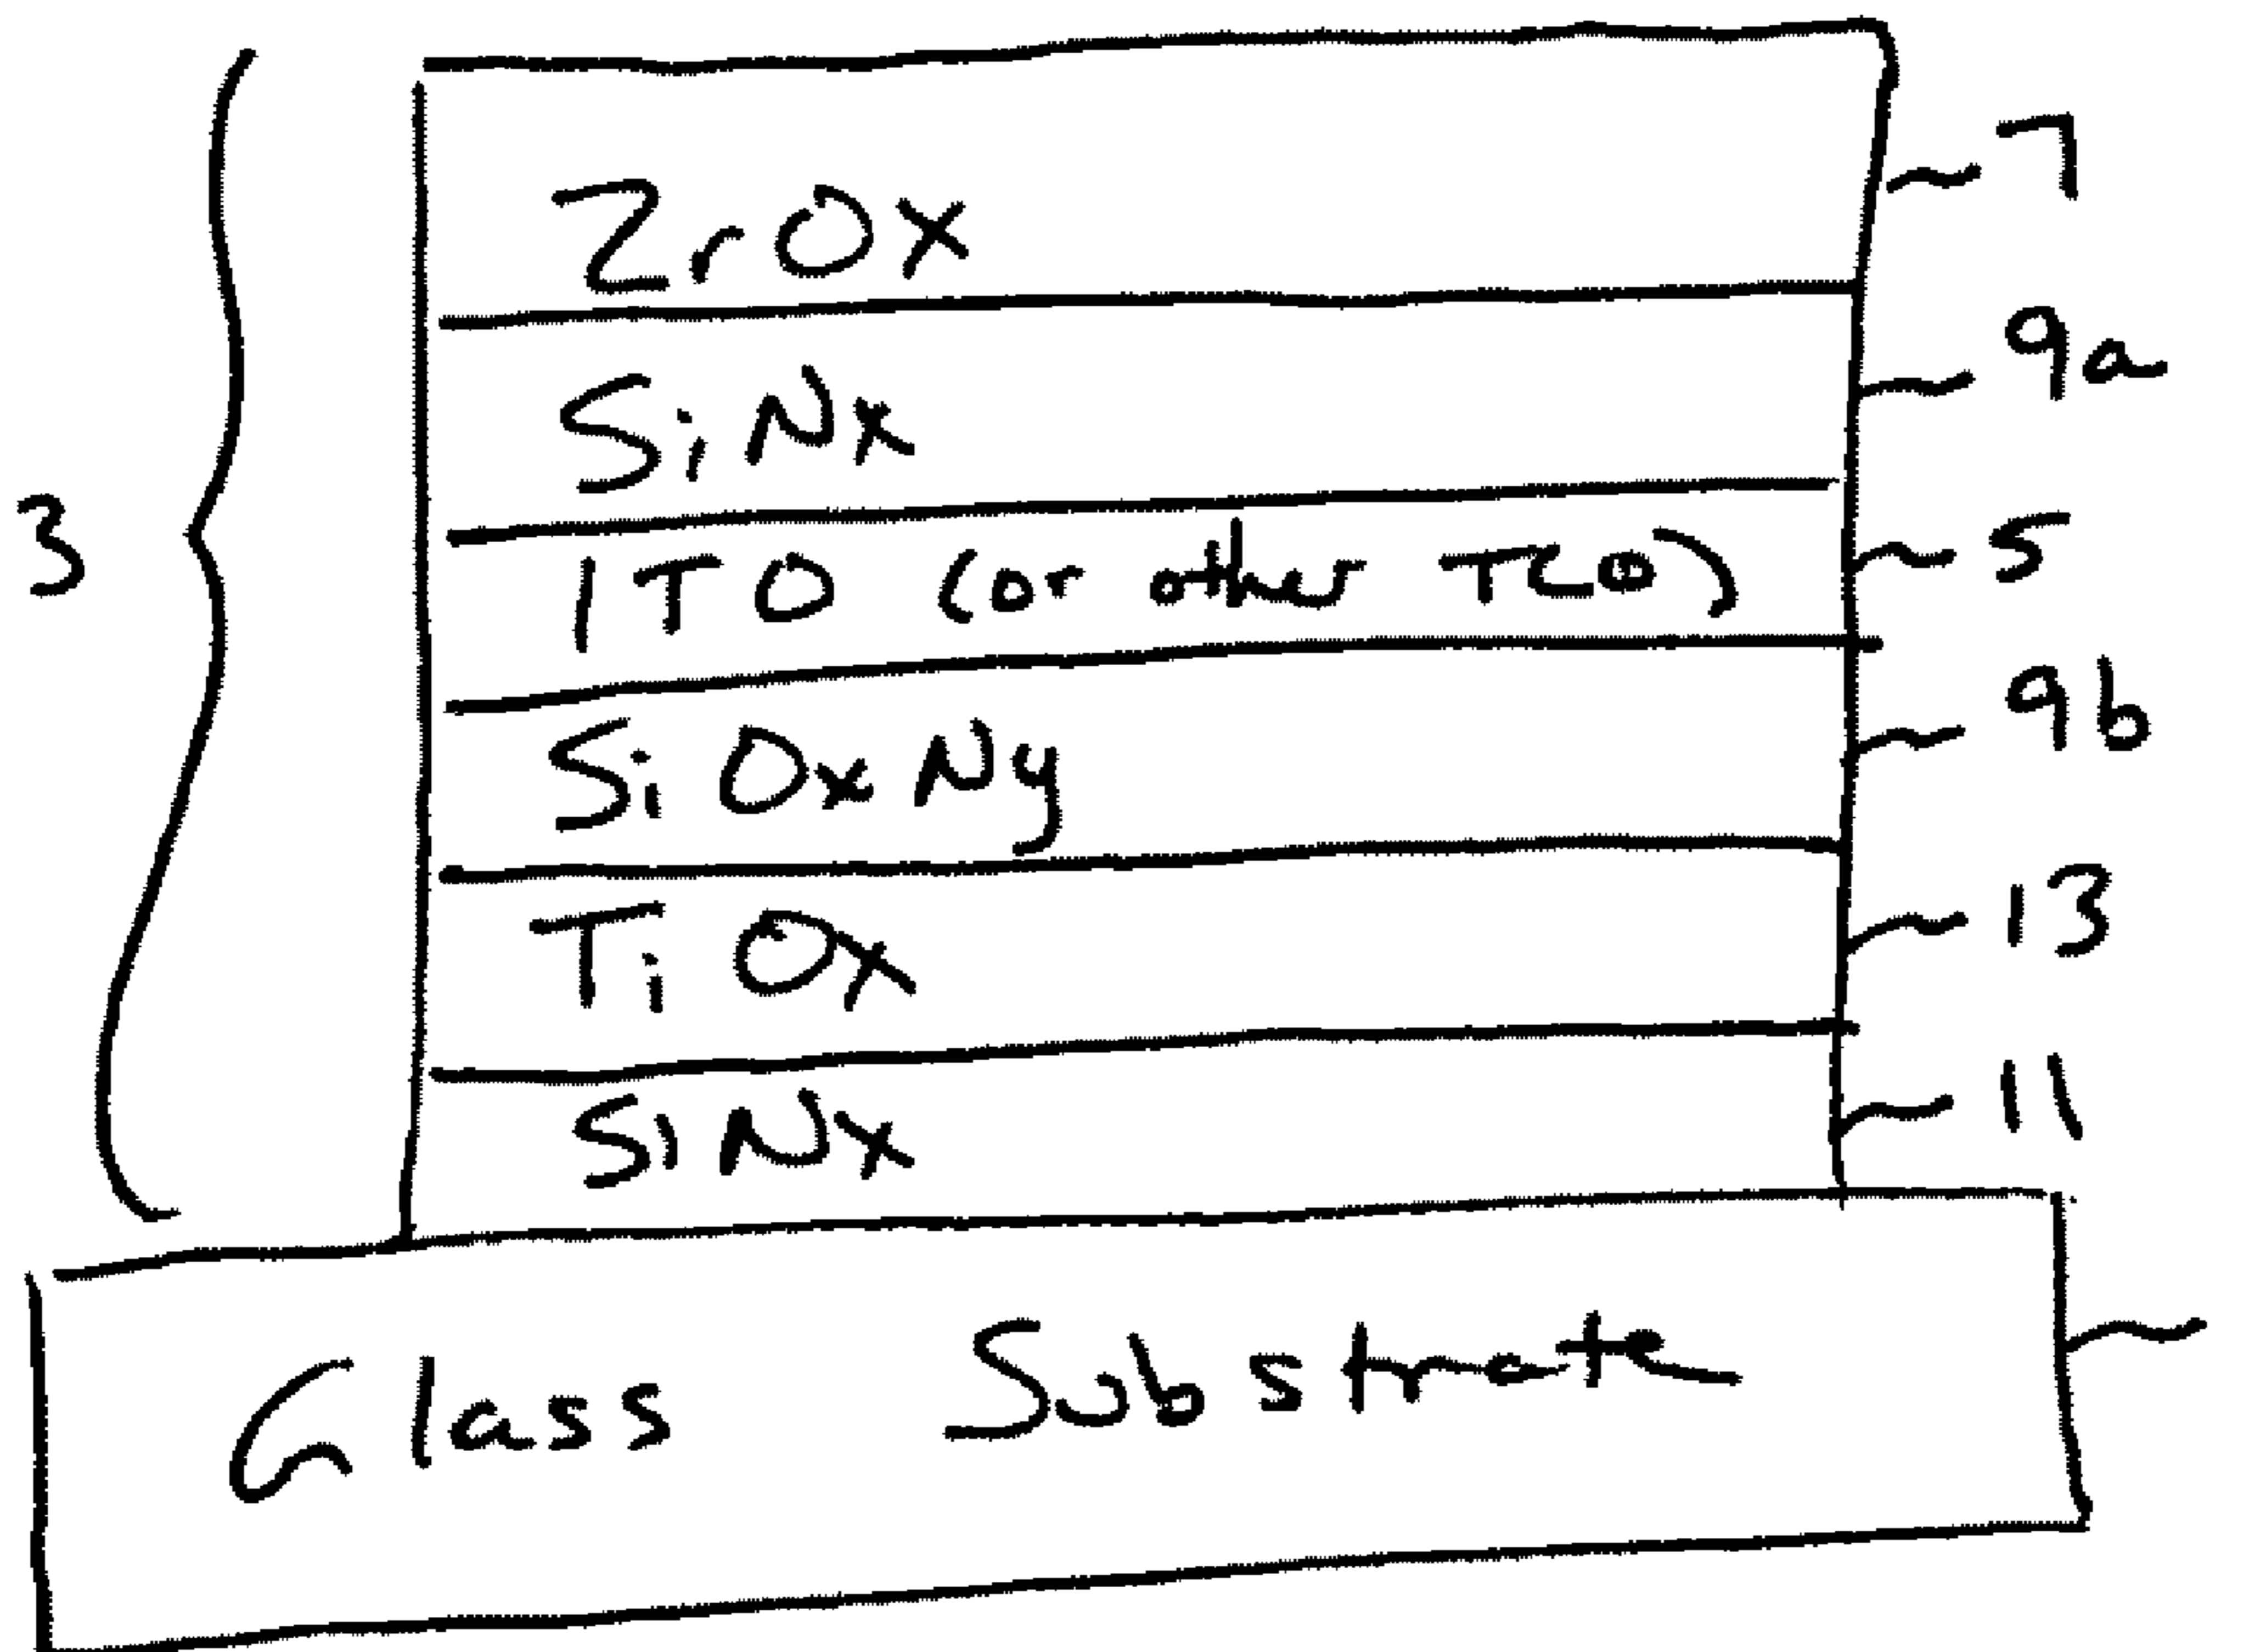 ZrOx 7
SiNx 9a
3
ITO (or other TCO) 5
SiOxNy 9b
TiOx 13
SiNx 11
Glass Substrate